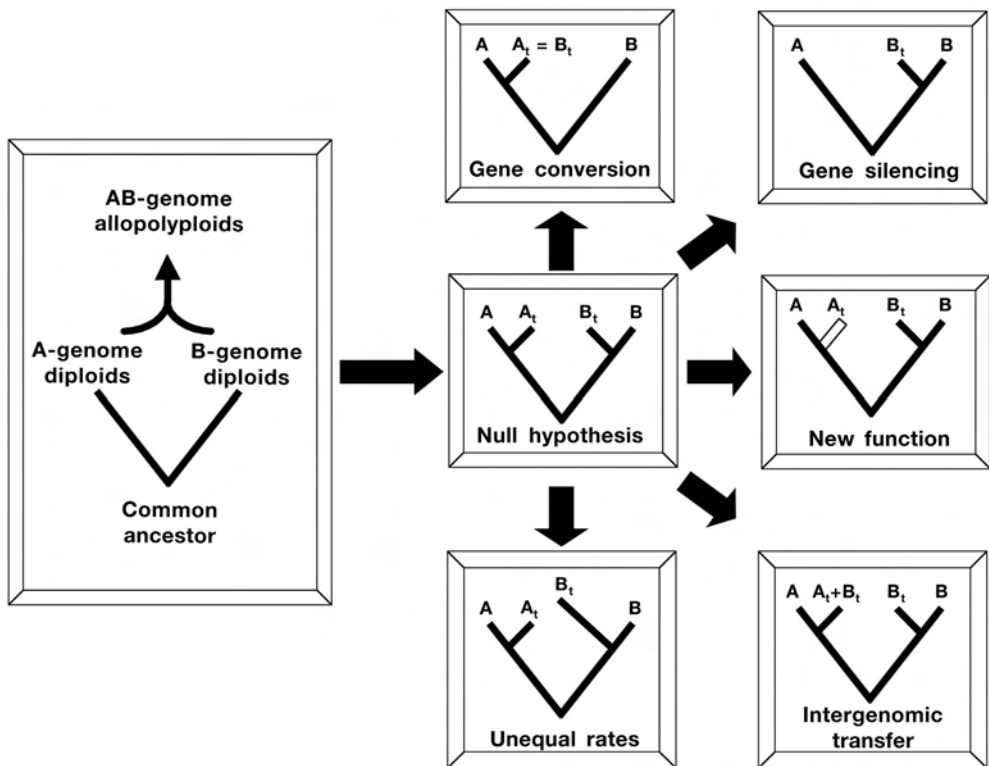 AB-genome
allopolyploids
A-genome
diploids
B-genome
diploids
Common
ancestor
A At = Bt B
Gene conversion
A Bt B
Gene silencing
A At Bt B
Null hypothesis
A At Bt B
New function
A At Bt B
Unequal rates
A At+Bt Bt B
Intergenomic
transfer